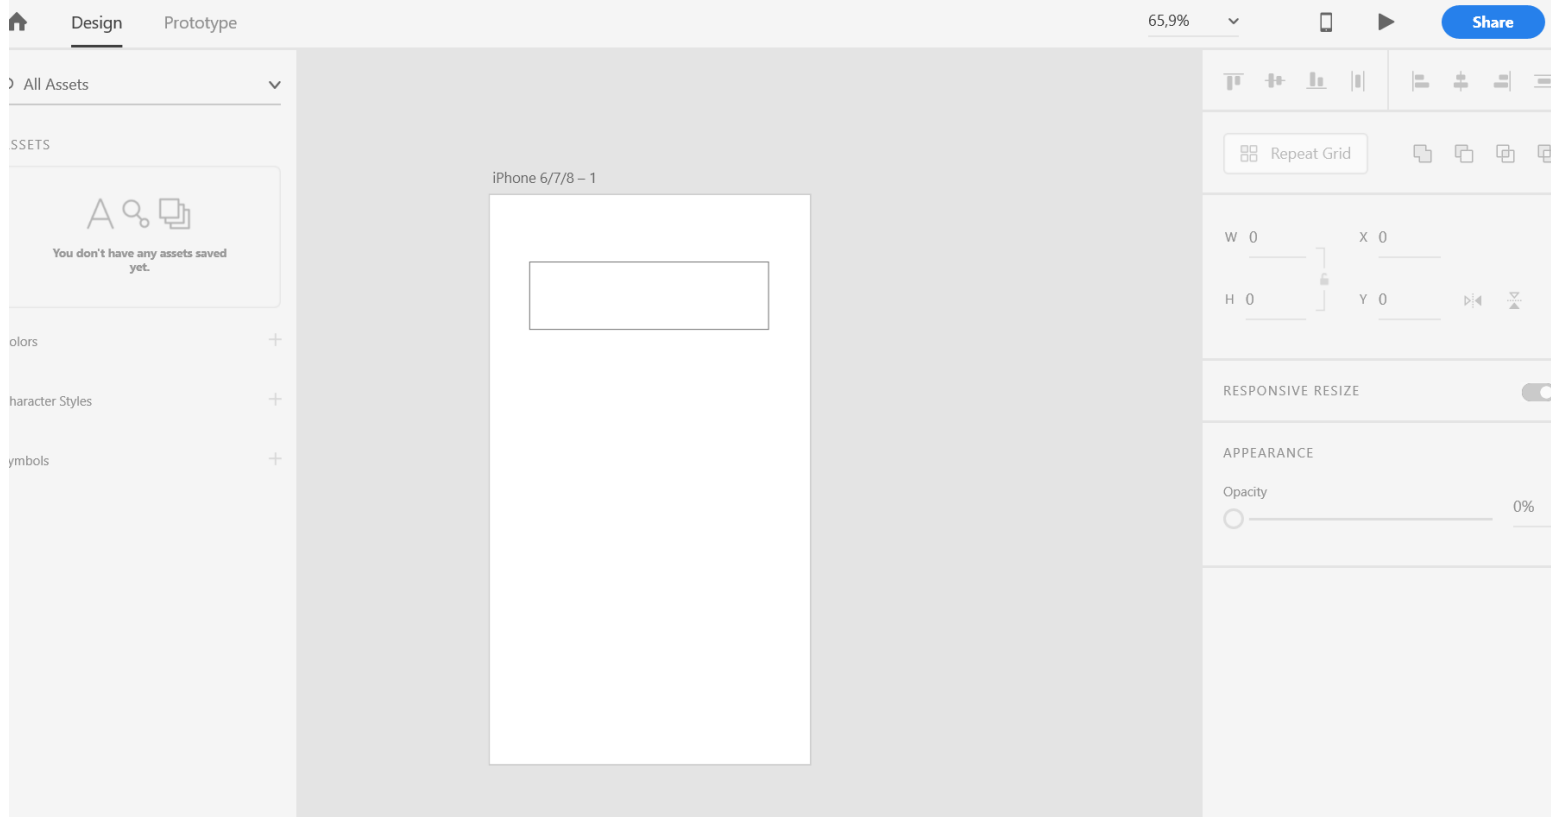 Design Prototype 65,9% Share
All Assets
SSETS
You don't have any assets saved
yet.
olors
haracter Styles
ymbols
iPhone 6/7/8 – 1
Repeat Grid
W 0 X 0
H 0 Y 0
RESPONSIVE RESIZE
APPEARANCE
Opacity
0%